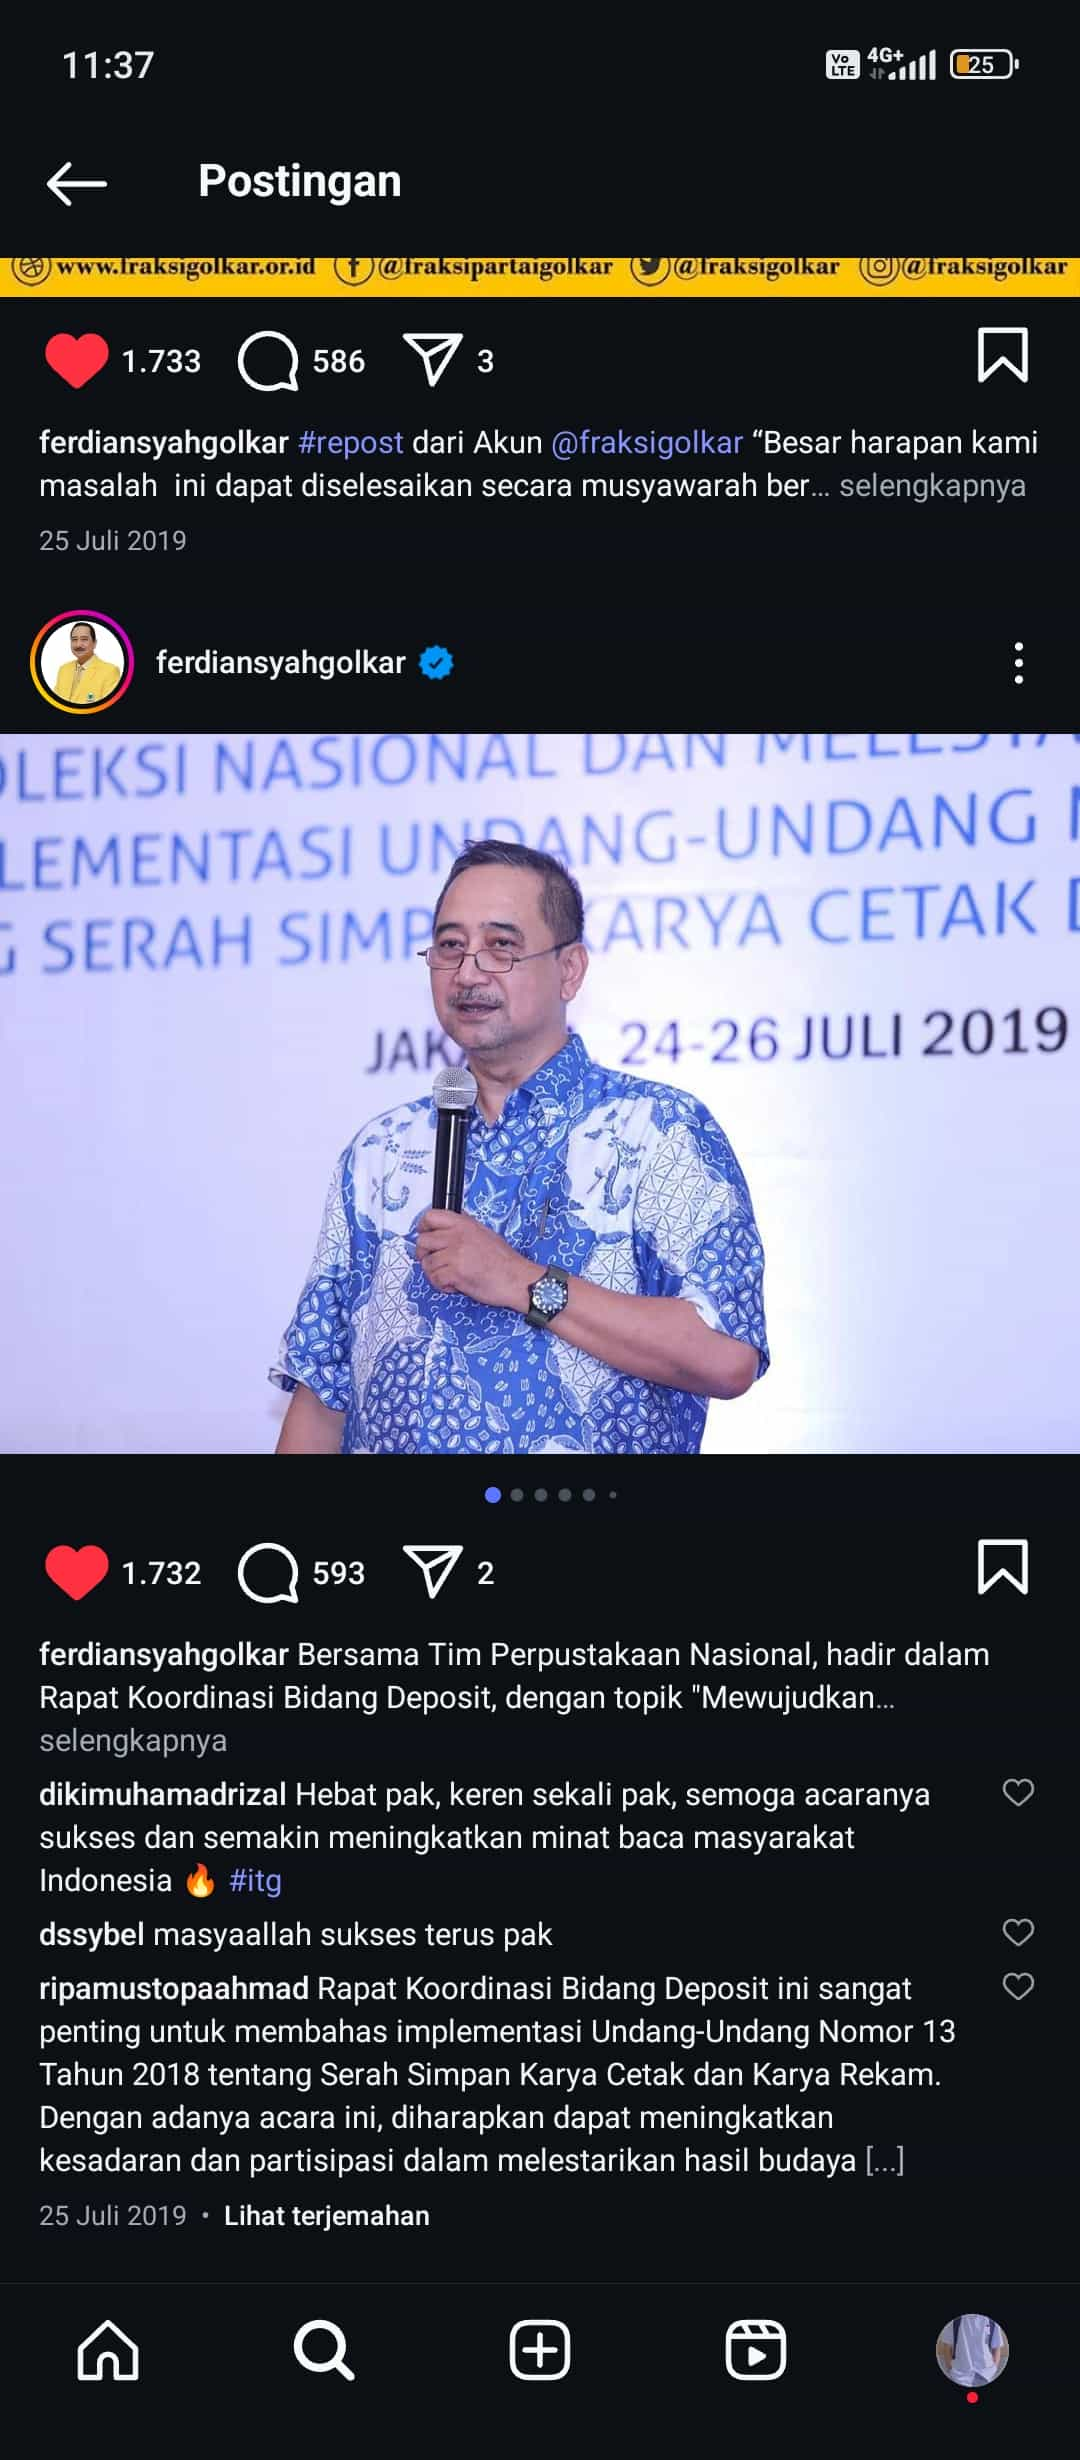 11:37
Vo LTE 4G+ 25
Postingan
www.fraksigolkar.or.id @fraksipartaigolkar @fraksigolkar @fraksigolkar
1.733 586 3
ferdiansyahgolkar #repost dari Akun @fraksigolkar “Besar harapan kami
masalah ini dapat diselesaikan secara musyawarah ber... selengkapnya
25 Juli 2019
ferdiansyahgolkar
OLEKSI NASIONAL DAN
LEMENTASI UNDANG-UNDANG
G SERAH SIMP KARYA CETAK D
JAKA , 24-26 JULI 2019
1.732 593 2
ferdiansyahgolkar Bersama Tim Perpustakaan Nasional, hadir dalam
Rapat Koordinasi Bidang Deposit, dengan topik "Mewujudkan...
selengkapnya
dikimuhamadrizal Hebat pak, keren sekali pak, semoga acaranya
sukses dan semakin meningkatkan minat baca masyarakat
Indonesia 🔥 #itg
dssybel masyaallah sukses terus pak
ripamustopaahmad Rapat Koordinasi Bidang Deposit ini sangat
penting untuk membahas implementasi Undang-Undang Nomor 13
Tahun 2018 tentang Serah Simpan Karya Cetak dan Karya Rekam.
Dengan adanya acara ini, diharapkan dapat meningkatkan
kesadaran dan partisipasi dalam melestarikan hasil budaya [...]
25 Juli 2019 • Lihat terjemahan